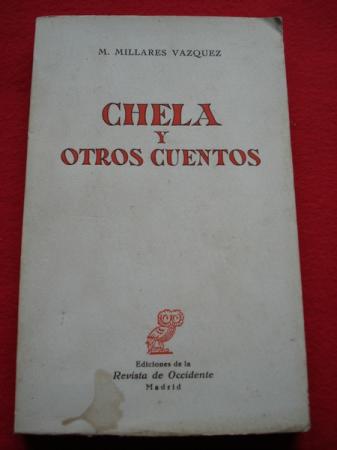 M. MILLARES VAZQUEZ
CHELA
Y
OTROS CUENTOS
Ediciones de la
Revista de Occidente
Madrid